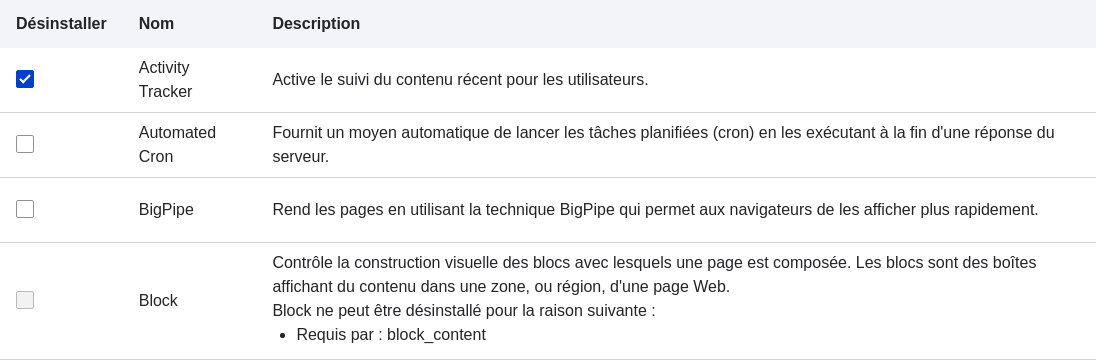 Désinstaller Nom Description
Activity
Tracker
Active le suivi du contenu récent pour les utilisateurs.
Automated
Cron
Fournit un moyen automatique de lancer les tâches planifiées (cron) en les exécutant à la fin d'une réponse du
serveur.
BigPipe
Rend les pages en utilisant la technique BigPipe qui permet aux navigateurs de les afficher plus rapidement.
Block
Contrôle la construction visuelle des blocs avec lesquels une page est composée. Les blocs sont des boîtes
affichant du contenu dans une zone, ou région, d'une page Web.
Block ne peut être désinstallé pour la raison suivante :
• Requis par : block_content